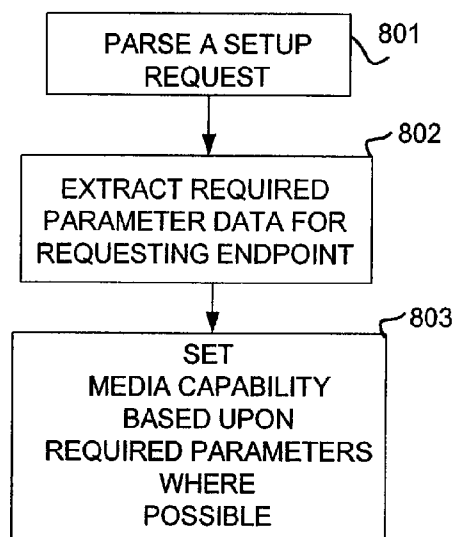 PARSE A SETUP
REQUEST
801
802
EXTRACT REQUIRED
PARAMETER DATA FOR
REQUESTING ENDPOINT
803
SET
MEDIA CAPABILITY
BASED UPON
REQUIRED PARAMETERS
WHERE
POSSIBLE